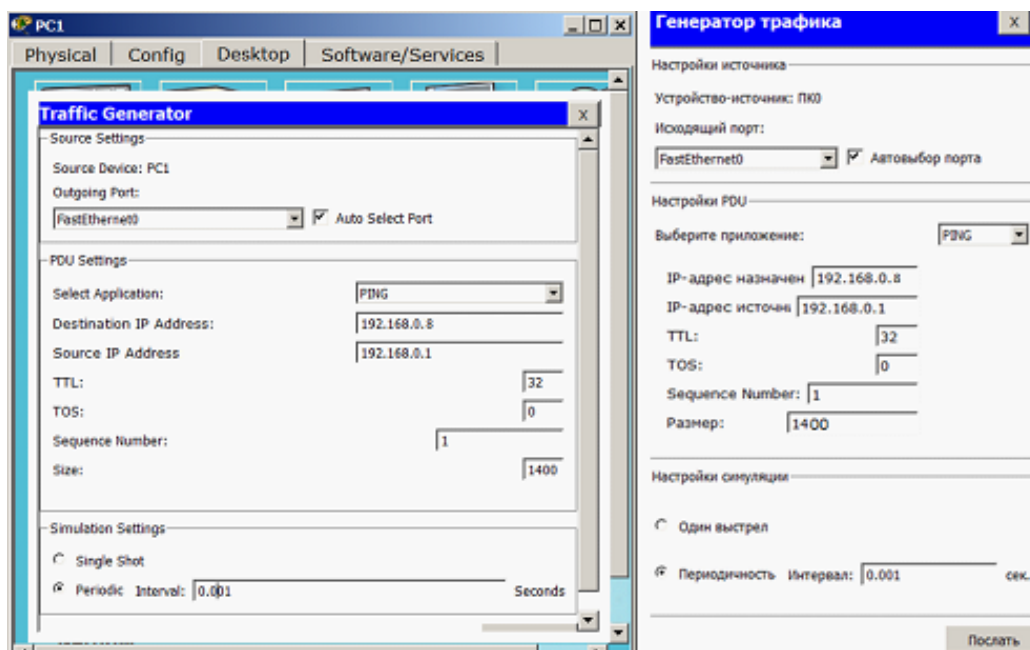 PC1
Physical
Config
Desktop
Software/Services
Traffic Generator
X
Source Settings
Source Device: PC1
Outgoing Port:
FastEthernet0
Auto Select Port
PDU Settings
Select Application:
PING
Destination IP Address:
192.168.0.8
Source IP Address
192.168.0.1
TTL:
32
TOS:
0
Sequence Number:
1
Size:
1400
Simulation Settings
Single Shot
Periodic Interval: 0.001 Seconds
Генератор трафика
X
Настройки источника
Устройство-источник: ПК0
Исходящий порт:
FastEthernet0
Автовыбор порта
Настройки PDU
Выберите приложение:
PING
IP-адрес назначен 192.168.0.8
IP-адрес источни 192.168.0.1
TTL:
32
TOS:
0
Sequence Number: 1
Размер:
1400
Настройки симуляции
Один выстрел
Периодичность Интервал: 0.001 сек.
Послать